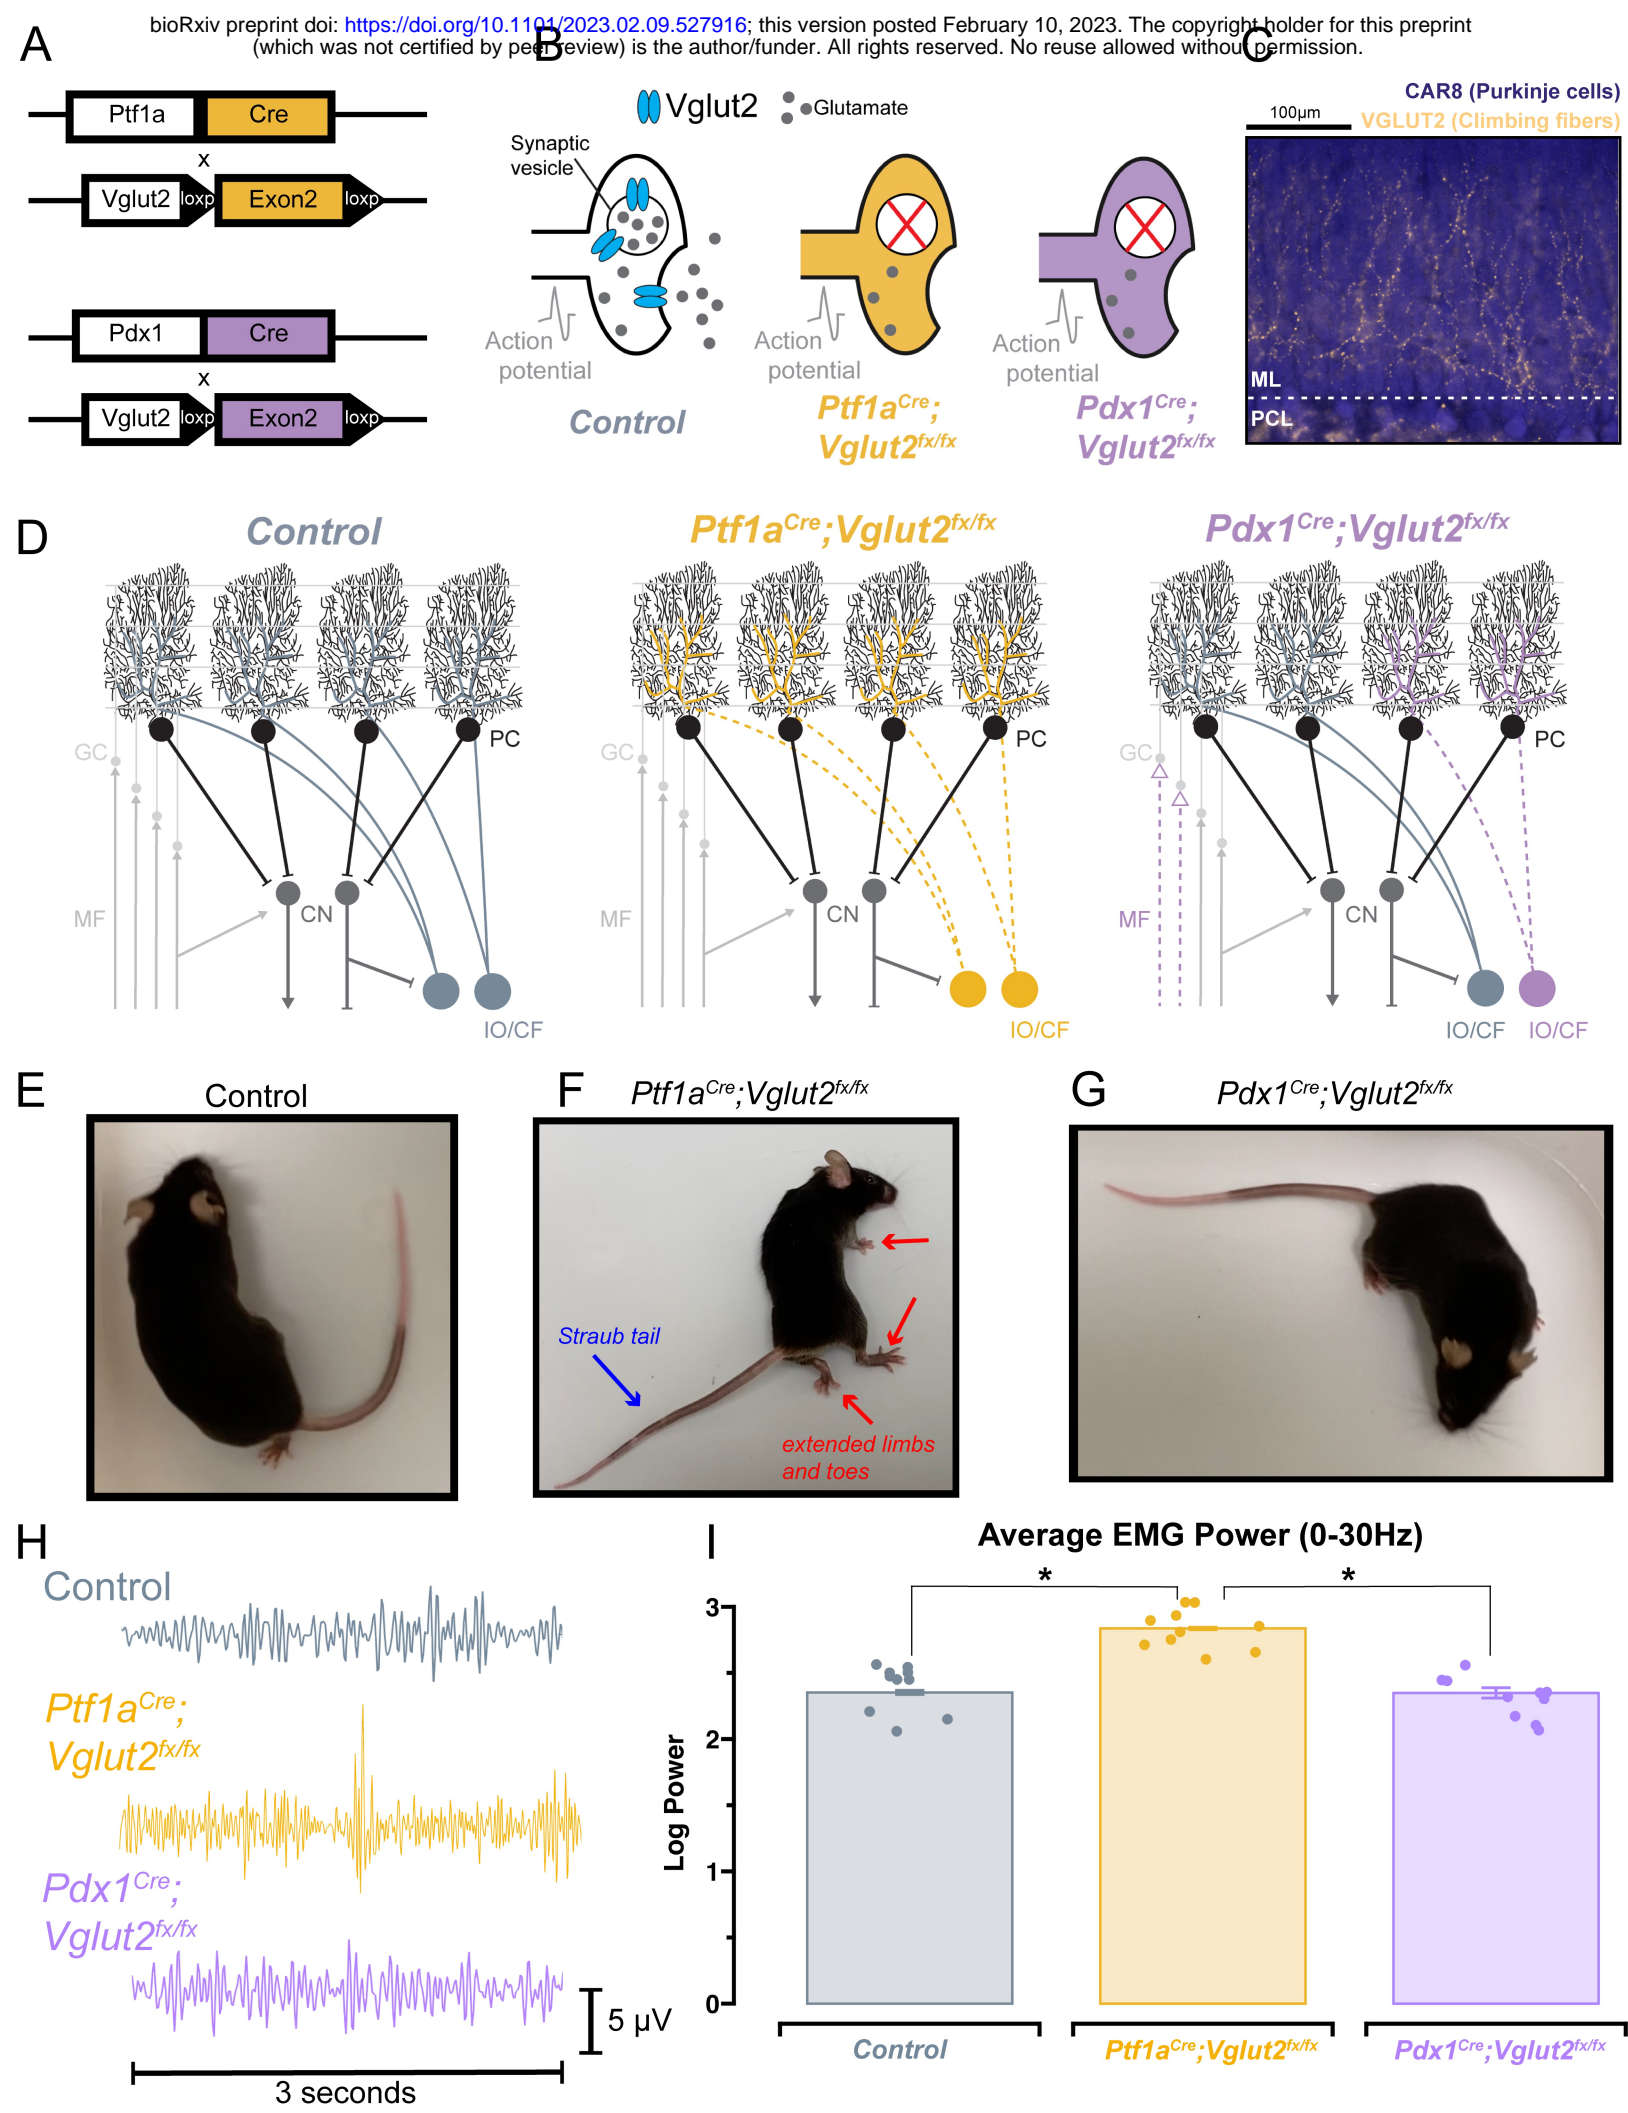 bioRxiv preprint doi: https://doi.org/10.1101/2023.02.09.527916; this version posted February 10, 2023. The copyright holder for this preprint
(which was not certified by peer review) is the author/funder. All rights reserved. No reuse allowed without permission.
A
Ptf1a Cre
x
Vglut2 loxp Exon2 loxp
Pdx1 Cre
x
Vglut2 loxp Exon2 loxp
B
Vglut2 Glutamate
Synaptic
vesicle
Action
potential
Action
potential
Action
potential
Control
Ptf1aCre;
Vglut2fx/fx
Pdx1Cre;
Vglut2fx/fx
C
CAR8 (Purkinje cells)
100µm VGLUT2 (Climbing fibers)
ML
PCL
D
Control
GC
PC
MF
CN
IO/CF
Ptf1aCre;Vglut2fx/fx
GC
PC
MF
CN
IO/CF
Pdx1Cre;Vglut2fx/fx
GC
PC
MF
CN
IO/CF IO/CF
E
Control
F
Ptf1aCre;Vglut2fx/fx
Straub tail
extended limbs
and toes
G
Pdx1Cre;Vglut2fx/fx
H
Control
Ptf1aCre;
Vglut2fx/fx
Pdx1Cre;
Vglut2fx/fx
5 µV
3 seconds
I
Average EMG Power (0-30Hz)
* *
3
2
1
0
Log Power
Control
Ptf1aCre;Vglut2fx/fx
Pdx1Cre;Vglut2fx/fx